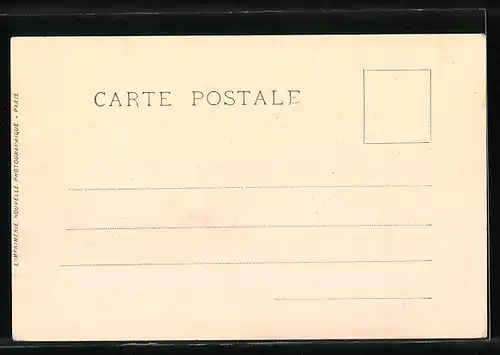 CARTE POSTALE
L'IMPRIMERIE NOUVELLE PHOTOGRAPHIQUE. - PARIS